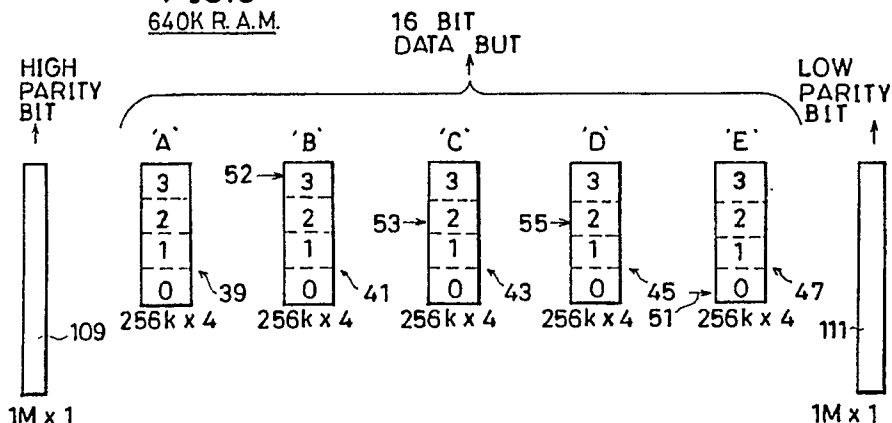 640K R.A.M.
16 BIT
DATA BUT
HIGH
PARITY
BIT
LOW
PARITY
BIT
'A' 'B' 'C' 'D' 'E'
52 3 3 3 3 3
53 55 2 2 2 2 2
1 1 1 1 1
39 41 43 45 47
0 0 0 0 0
51
256k x 4 256k x 4 256k x 4 256k x 4 256k x 4
109 111
1M x 1 1M x 1